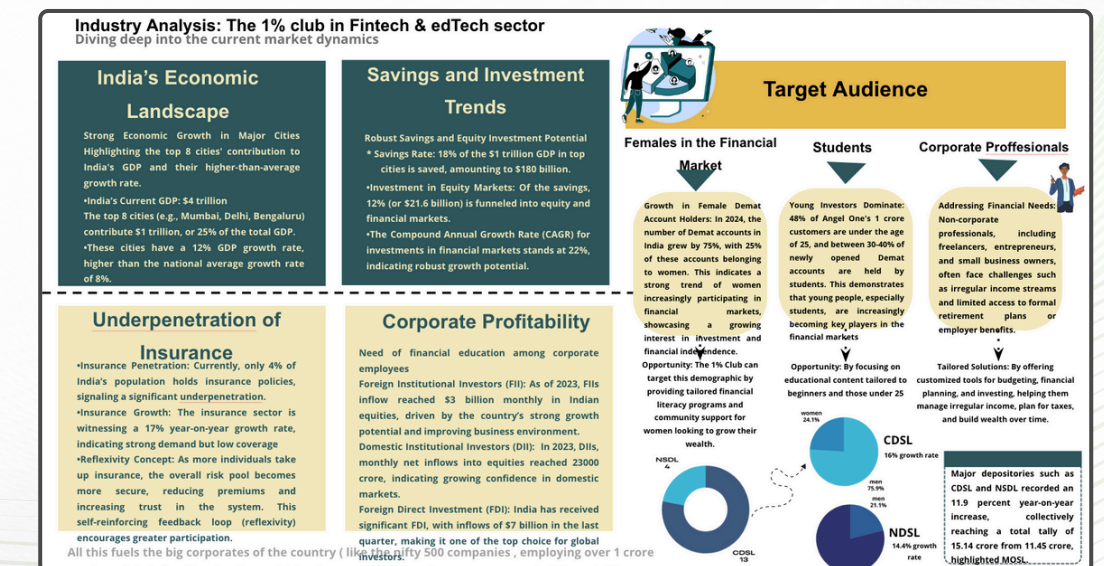 Industry Analysis: The 1% club in Fintech & edTech sector
Diving deep into the current market dynamics
India's Economic
Landscape
Strong Economic Growth in Major Cities
Highlighting the top 8 cities' contribution to
India's GDP and their higher-than-average
growth rate.
•India's Current GDP: $4 trillion
The top 8 cities (e.g., Mumbai, Delhi, Bengaluru)
contribute $1 trillion, or 25% of the total GDP.
•These cities have a 12% GDP growth rate,
higher than the national average growth rate
of 8%.
Savings and Investment
Trends
Robust Savings and Equity Investment Potential
* Savings Rate: 18% of the $1 trillion GDP in top
cities is saved, amounting to $180 billion.
•Investment in Equity Markets: Of the savings,
12% (or $21.6 billion) is funneled into equity and
financial markets.
•The Compound Annual Growth Rate (CAGR) for
investments in financial markets stands at 22%,
indicating robust growth potential.
Underpenetration of
Insurance
•Insurance Penetration: Currently, only 4% of
India's population holds insurance policies,
signaling a significant underpenetration.
•Insurance Growth: The insurance sector is
witnessing a 17% year-on-year growth rate,
indicating strong demand but low coverage
•Reflexivity Concept: As more individuals take
up insurance, the overall risk pool becomes
more secure, reducing premiums and
increasing trust in the system. This
self-reinforcing feedback loop (reflexivity)
encourages greater participation.
Corporate Profitability
Need of financial education among corporate
employees
Foreign Institutional Investors (FII): As of 2023, FIIs
inflow reached $3 billion monthly in Indian
equities, driven by the country's strong growth
potential and improving business environment.
Domestic Institutional Investors (DII): In 2023, DIIs,
monthly net inflows into equities reached 23000
crore, indicating growing confidence in domestic
markets.
Foreign Direct Investment (FDI): India has received
significant FDI, with inflows of $7 billion in the last
quarter, making it one of the top choice for global
investors.
All this fuels the big corporates of the country ( like the nifty 500 companies , employing over 1 crore
Target Audience
Females in the Financial
Market
Growth in Female Demat
Account Holders: In 2024, the
number of Demat accounts in
India grew by 75%, with 25%
of these accounts belonging
to women. This indicates a
strong trend of women
increasingly participating in
financial markets,
showcasing a growing
interest in investment and
financial independence.
Opportunity: The 1% Club can
target this demographic by
providing tailored financial
literacy programs and
community support for
women looking to grow their
wealth.
Students
Young Investors Dominate:
48% of Angel One's 1 crore
customers are under the age
of 25, and between 30-40% of
newly opened Demat
accounts are held by
students. This demonstrates
that young people, especially
students, are increasingly
becoming key players in the
financial markets
Opportunity: By focusing on
educational content tailored to
beginners and those under 25
Corporate Proffesionals
Addressing Financial Needs:
Non-corporate
professionals, including
freelancers, entrepreneurs,
and small business owners,
often face challenges such
as irregular income streams
and limited access to formal
retirement plans or
employer benefits.
Tailored Solutions: By offering
customized tools for budgeting, financial
planning, and investing, helping them
manage irregular income, plan for taxes,
and build wealth over time.
NSDL
4
CDSL
13
women
24.1%
men
75.9%
CDSL
16% growth rate
men
21.1%
NDSL
14.4% growth
rate
Major depositories such as
CDSL and NSDL recorded an
11.9 percent year-on-year
increase, collectively
reaching a total tally of
15.14 crore from 11.45 crore,
highlighted MOSL.